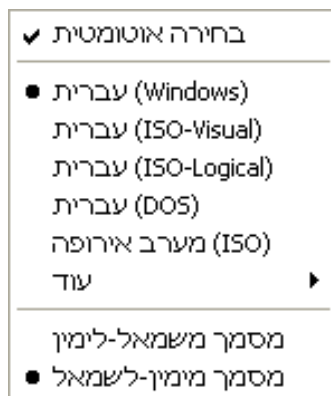 בחירה אוטומטית
עברית (Windows)
עברית (ISO-Visual)
עברית (ISO-Logical)
עברית (DOS)
מערב אירופה (ISO)
עוד
מסמך משמאל-לימין
מסמך מימין-לשמאל